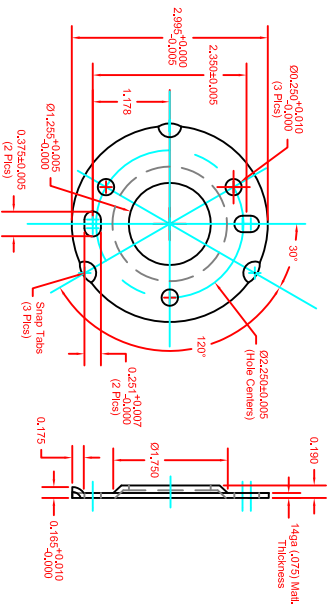 2.995+0.000
-0.005
2.350±0.005
1.178
Ø0.250+0.010
-0.000
(3 Plcs)
Ø1.255+0.005
-0.000
0.375±0.005
(2 Plcs)
30°
120°
Snap Tabs
(3 Plcs)
0.251+0.007
-0.000
(2 Plcs)
Ø2.250±0.005
(Hole Centers)
0.175
Ø1.750
0.190
0.165+0.010
-0.000
14ga (.075) Matl.
Thickness